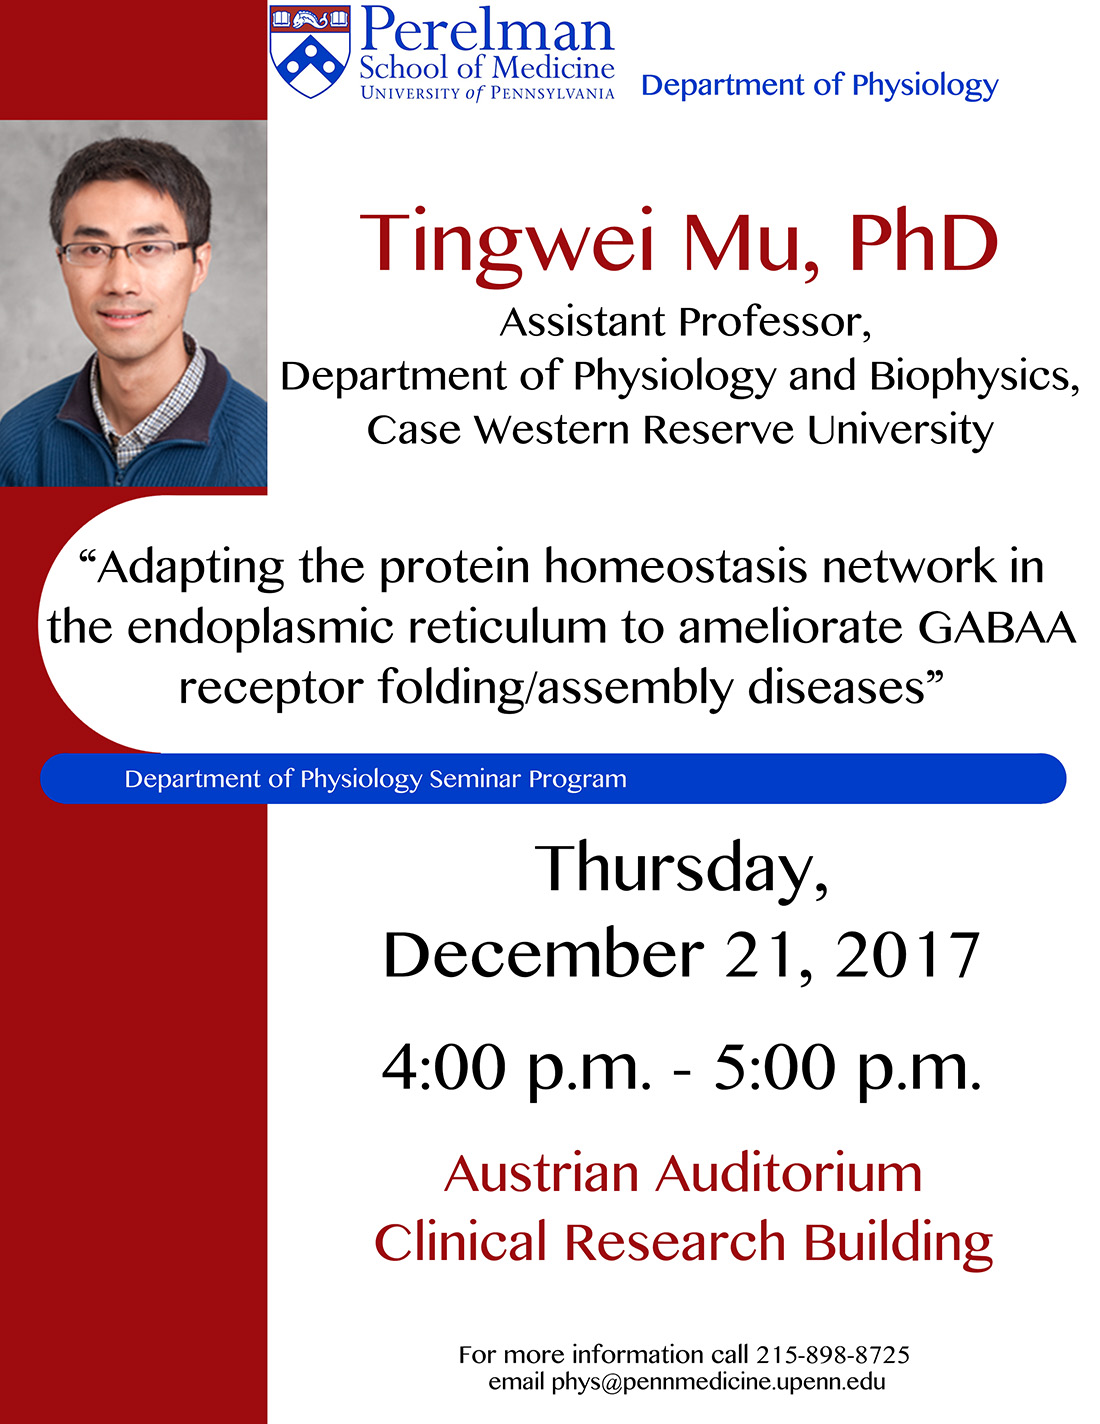 Perelman
School of Medicine
UNIVERSITY of PENNSYLVANIA
Department of Physiology
Tingwei Mu, PhD
Assistant Professor,
Department of Physiology and Biophysics,
Case Western Reserve University
“Adapting the protein homeostasis network in
the endoplasmic reticulum to ameliorate GABAA
receptor folding/assembly diseases”
Department of Physiology Seminar Program
Thursday,
December 21, 2017
4:00 p.m. - 5:00 p.m.
Austrian Auditorium
Clinical Research Building
For more information call 215-898-8725
email phys@pennmedicine.upenn.edu